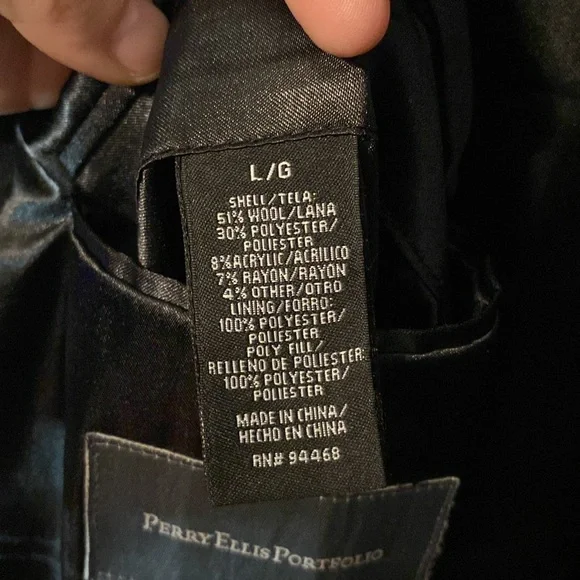 L/G
SHELL/TELA:
51% WOOL/LANA
30% POLYESTER/
POLIESTER
8%ACRYLIC/ACRILICO
7% RAYON/RAYON
4% OTHER/OTRO
LINING/FORRO:
100% POLYESTER/
POLIESTER
POLY FILL/
RELLENO DE POLIESTER:
100% POLYESTER/
POLIESTER
MADE IN CHINA/
HECHO EN CHINA
RN# 94468
PERRY ELLIS PORTFOLIO